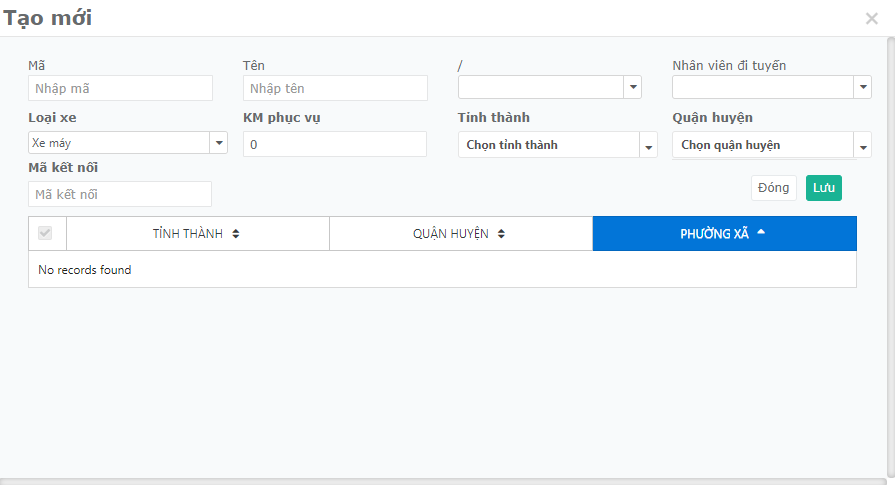 Tạo mới ×
Mã Tên / Nhân viên đi tuyến
Nhập mã Nhập tên
Loại xe KM phục vụ Tỉnh thành Quận huyện
Xe máy 0 Chọn tỉnh thành Chọn quận huyện
Mã kết nối
Mã kết nối Đóng Lưu
TỈNH THÀNH QUẬN HUYỆN PHƯỜNG XÃ
No records found